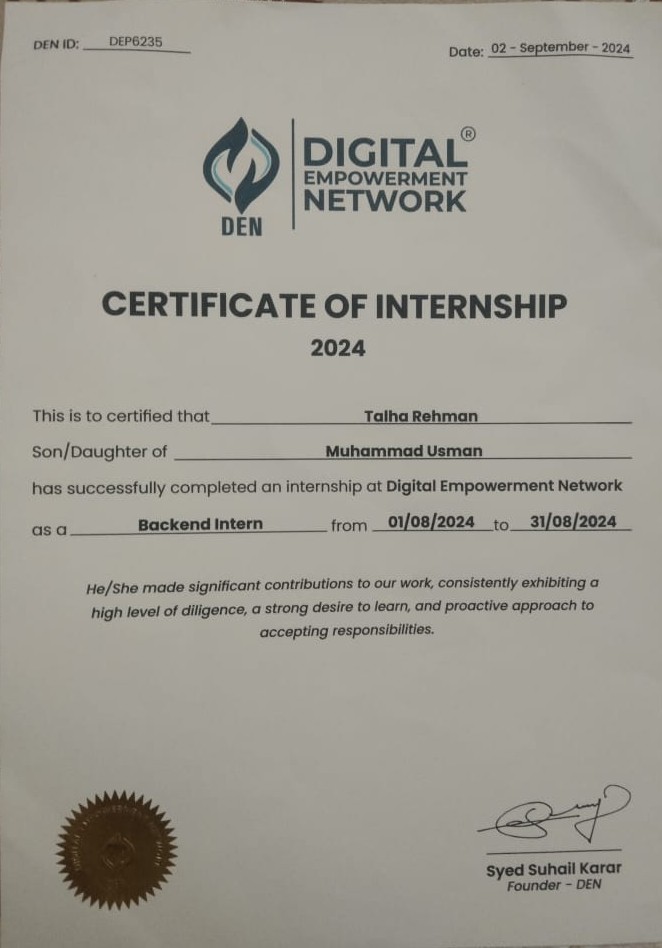 DEN ID: DEP6235
Date: 02 - September - 2024
DIGITAL ®
EMPOWERMENT
NETWORK
DEN
CERTIFICATE OF INTERNSHIP
2024
This is to certified that Talha Rehman
Son/Daughter of Muhammad Usman
has successfully completed an internship at Digital Empowerment Network
as a Backend Intern from 01/08/2024 to 31/08/2024
He/She made significant contributions to our work, consistently exhibiting a
high level of diligence, a strong desire to learn, and proactive approach to
accepting responsibilities.
Syed Suhail Karar
Founder - DEN